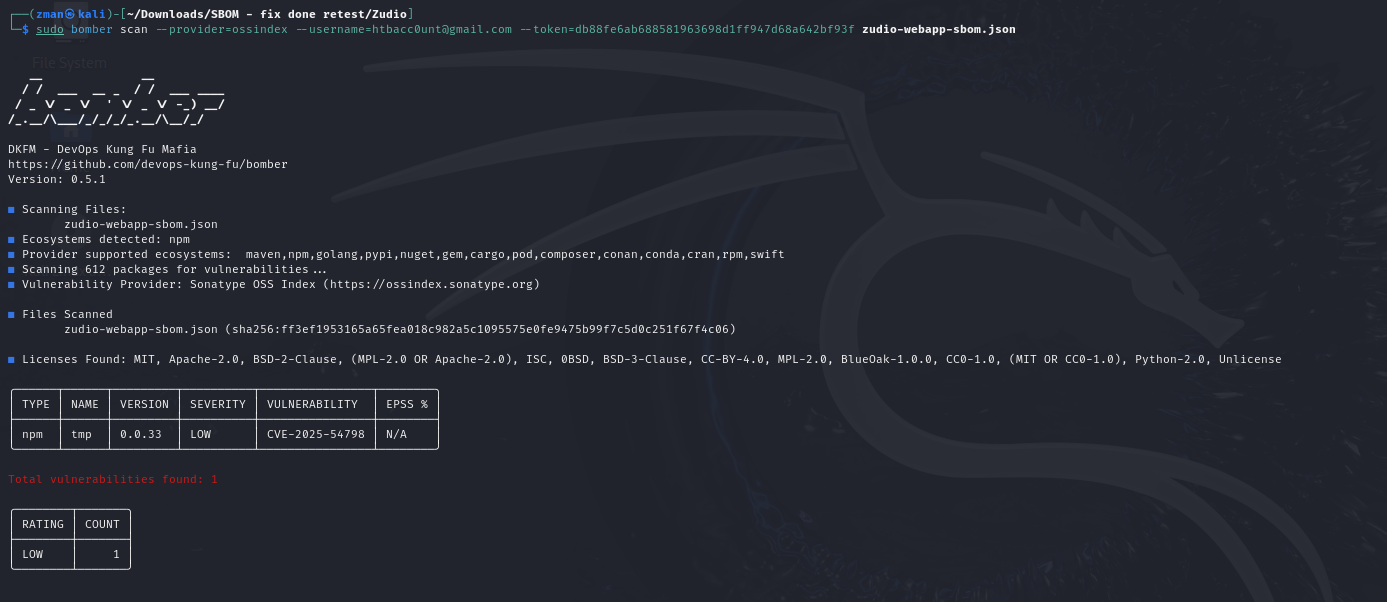 ┌──(zman㉿kali)-[~/Downloads/SBOM - fix done retest/Zudio]
└─$ sudo bomber scan --provider=ossindex --username=htbacc0unt@gmail.com --token=db88fe6ab688581963698d1ff947d68a642bf93f zudio-webapp-sbom.json
File System
DKFM - DevOps Kung Fu Mafia
https://github.com/devops-kung-fu/bomber
Version: 0.5.1
■ Scanning Files:
zudio-webapp-sbom.json
■ Ecosystems detected: npm
■ Provider supported ecosystems:  maven,npm,golang,pypi,nuget,gem,cargo,pod,composer,conan,conda,cran,rpm,swift
■ Scanning 612 packages for vulnerabilities...
■ Vulnerability Provider: Sonatype OSS Index (https://ossindex.sonatype.org)
■ Files Scanned
zudio-webapp-sbom.json (sha256:ff3ef1953165a65fea018c982a5c1095575e0fe9475b99f7c5d0c251f67f4c06)
■ Licenses Found: MIT, Apache-2.0, BSD-2-Clause, (MPL-2.0 OR Apache-2.0), ISC, 0BSD, BSD-3-Clause, CC-BY-4.0, MPL-2.0, BlueOak-1.0.0, CC0-1.0, (MIT OR CC0-1.0), Python-2.0, Unlicense
TYPE │ NAME │ VERSION │ SEVERITY │ VULNERABILITY │ EPSS %
npm │ tmp │ 0.0.33 │ LOW │ CVE-2025-54798 │ N/A
Total vulnerabilities found: 1
RATING │ COUNT
LOW │ 1